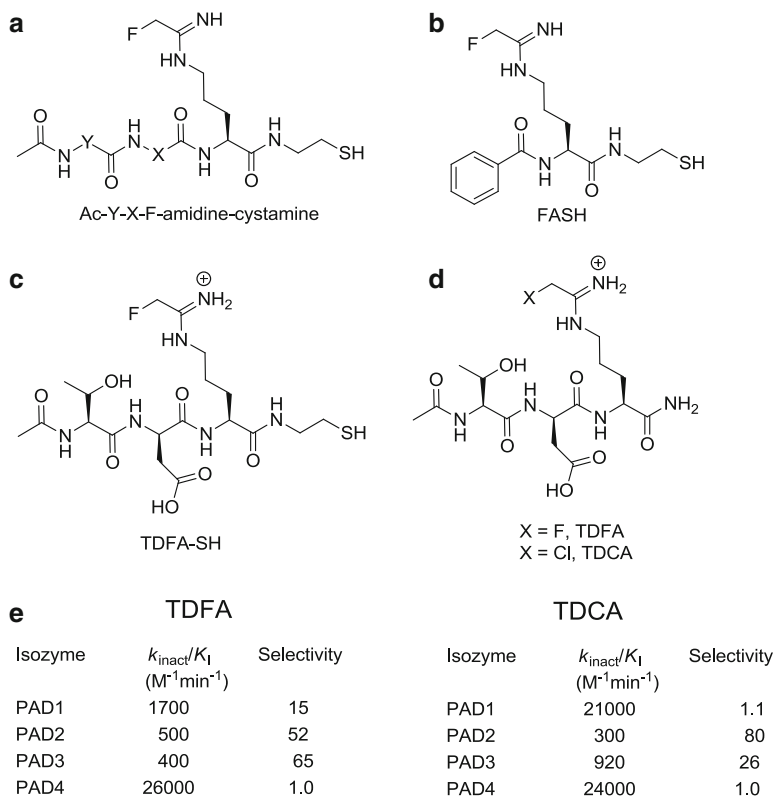 a
F
NH
HN
O
N
H
Y
O
H
N
X
O
N
H
O
H
N
SH
Ac-Y-X-F-amidine-cystamine
b
F
NH
HN
O
N
H
O
H
N
SH
FASH
c
⊕
F
NH2
HN
OH
O
N
H
O
H
N
O
N
H
O
H
N
SH
O
HO
TDFA-SH
d
⊕
X
NH2
HN
OH
O
N
H
O
H
N
O
N
H
O
NH2
O
HO
X = F, TDFA
X = Cl, TDCA
e
TDFA
Isozyme kinact/KI Selectivity
(M-1min-1)
PAD1 1700 15
PAD2 500 52
PAD3 400 65
PAD4 26000 1.0
TDCA
Isozyme kinact/KI Selectivity
(M-1min-1)
PAD1 21000 1.1
PAD2 300 80
PAD3 920 26
PAD4 24000 1.0